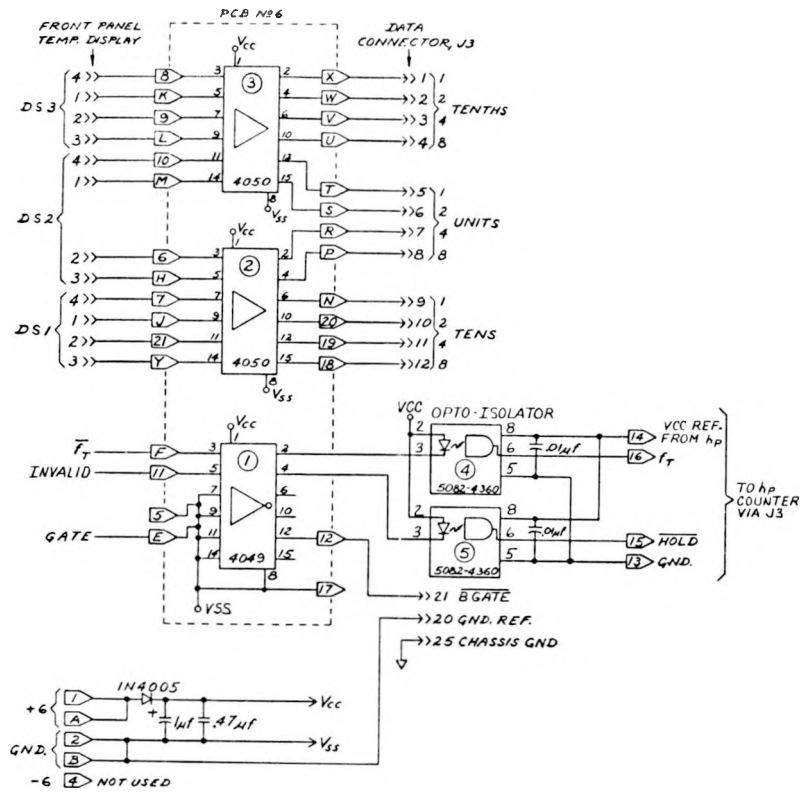 PCB Nº6
FRONT PANEL TEMP. DISPLAY
DATA CONNECTOR, J3
Vcc
1
4 8 3 2 X 1 1
3
1 K 5 4 W 2 2
DS3
TENTHS
2 9 7 6 V 3 4
3 L 9 10 U 4 8
4 10 11 13 T 5 1
1 M 14 4050 15 S 6 2
8
Vss
DS2
UNITS
Vcc
1
R 7 4
2 6 3 2 P 8 8
2
3 H 5 4
4 7 7 6 N 9 1
DS1
1 J 9 10 20 10 2
TENS
2 21 11 12 19 11 4
3 Y 14 4050 15 18 12 8
8
Vss
VCC OPTO-ISOLATOR
Vcc
1
2 8 14 VCC REF. FROM hp
fT F 3 2 3 6 .01µf 16 fT
1 4 5
INVALID 11 5 4 5082-4360
7 6
5 9 10 2 8 .01µf
TO hp COUNTER VIA J3
GATE E 11 12 12 3 6 15 HOLD
5 5 13 GND.
14 4049 15 5082-4360
8
17
VSS
21 BGATE
20 GND. REF.
25 CHASSIS GND
1N4005
+6 1 Vcc
A + 1µf .47µf
GND. 2 Vss
B
-6 4 NOT USED